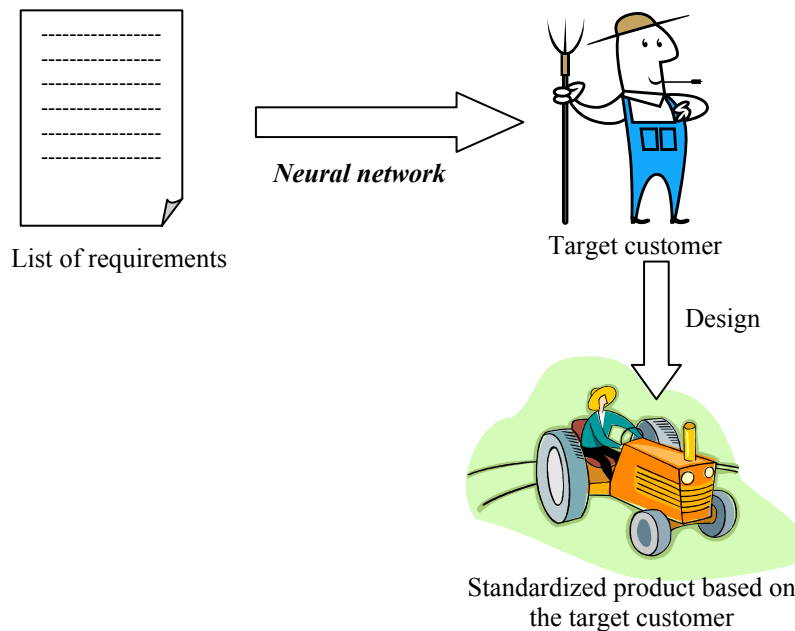 Neural network
List of requirements
Target customer
Design
Standardized product based on
the target customer